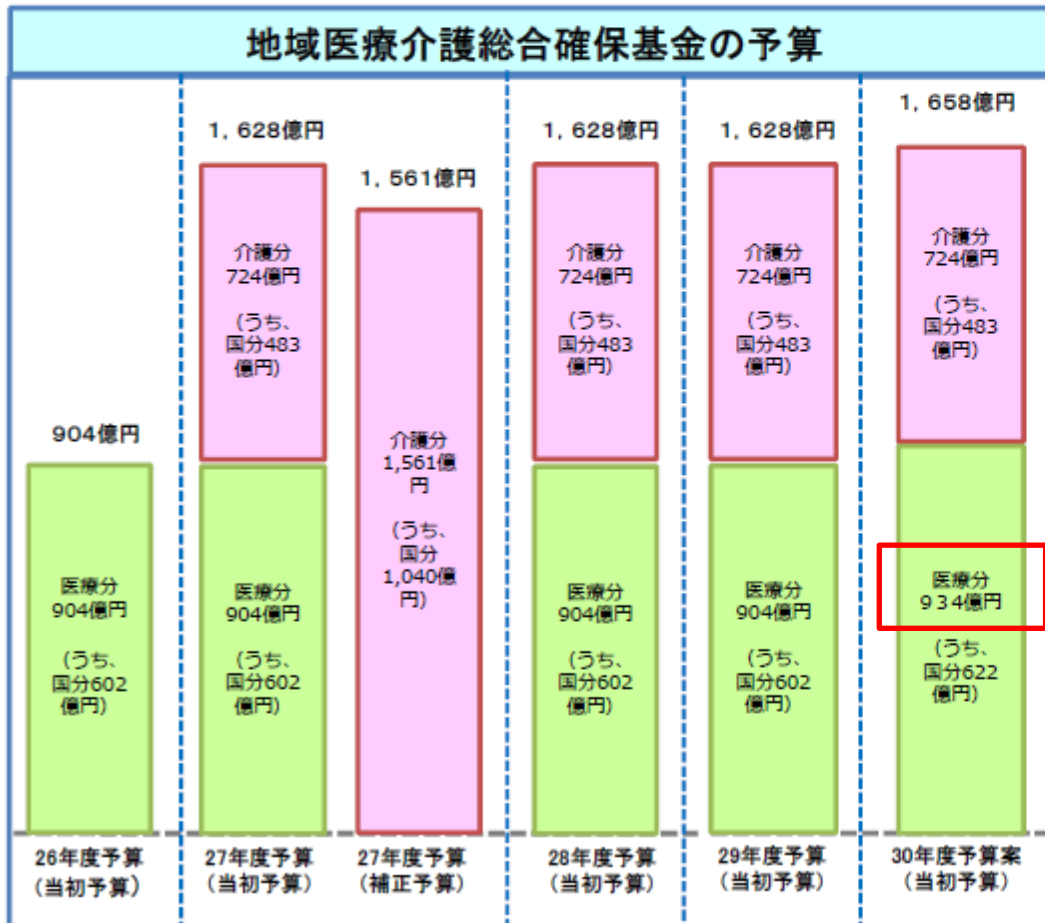 地域医療介護総合確保基金の予算
904億円
医療分
904億円
(うち、
国分602
億円)
26年度予算
(当初予算)
1，628億円
介護分
724億円
(うち、
国分483
億円)
医療分
904億円
(うち、
国分602
億円)
27年度予算
(当初予算)
1，561億円
介護分
1,561億
円
(うち、
国分
1,040億
円)
27年度予算
(補正予算)
1，628億円
介護分
724億円
(うち、
国分483
億円)
医療分
904億円
(うち、
国分602
億円)
28年度予算
(当初予算)
1，628億円
介護分
724億円
(うち、
国分483
億円)
医療分
904億円
(うち、
国分602
億円)
29年度予算
(当初予算)
1，658億円
介護分
724億円
(うち、
国分483
億円)
医療分
９３４億円
(うち、
国分622
億円)
30年度予算案
(当初予算)